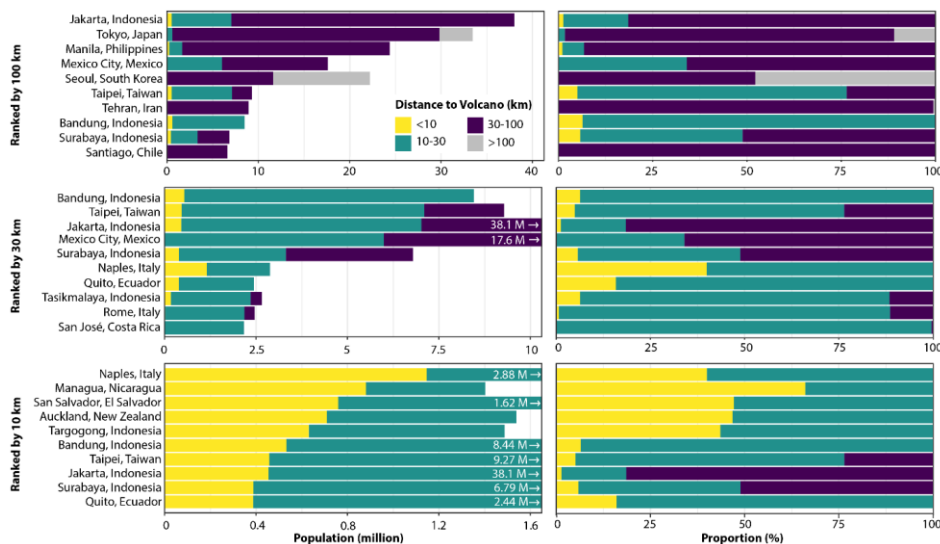 Ranked by 100 km
Jakarta, Indonesia
Tokyo, Japan
Manila, Philippines
Mexico City, Mexico
Seoul, South Korea
Taipei, Taiwan
Tehran, Iran
Bandung, Indonesia
Surabaya, Indonesia
Santiago, Chile
Distance to Volcano (km)
<10 30-100
10-30 >100
0 10 20 30 40
0 25 50 75 100
Ranked by 30 km
Bandung, Indonesia
Taipei, Taiwan
Jakarta, Indonesia 38.1 M →
Mexico City, Mexico 17.6 M →
Surabaya, Indonesia
Naples, Italy
Quito, Ecuador
Tasikmalaya, Indonesia
Rome, Italy
San José, Costa Rica
0 2.5 5 7.5 10
0 25 50 75 100
Ranked by 10 km
Naples, Italy 2.88 M →
Managua, Nicaragua
San Salvador, El Salvador 1.62 M →
Auckland, New Zealand
Targogong, Indonesia
Bandung, Indonesia 8.44 M →
Taipei, Taiwan 9.27 M →
Jakarta, Indonesia 38.1 M →
Surabaya, Indonesia 6.79 M →
Quito, Ecuador 2.44 M →
0 0.4 0.8 1.2 1.6
0 25 50 75 100
Population (million)
Proportion (%)